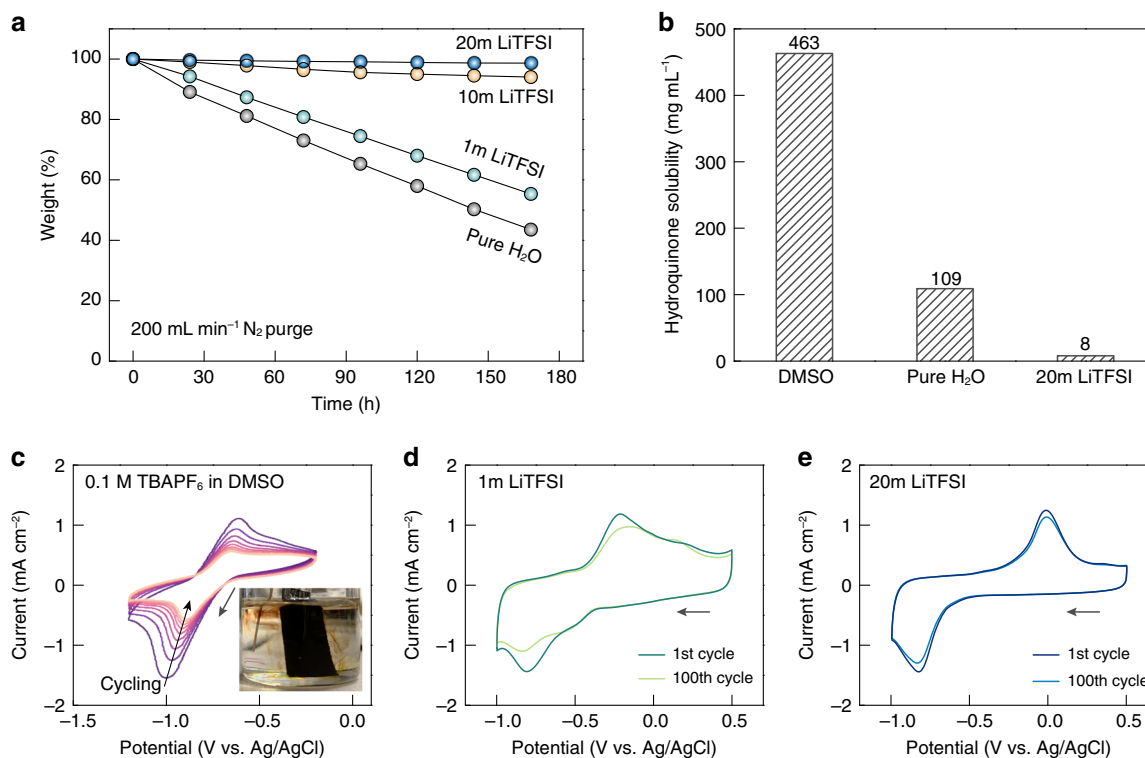 a
100
80
60
40
20
0
Weight (%)
0
30
60
90
120
150
180
Time (h)
20m LiTFSI
10m LiTFSI
1m LiTFSI
Pure H₂O
200 mL min⁻¹ N₂ purge
b
500
400
300
200
100
0
Hydroquinone solubility (mg mL⁻¹)
463
109
8
DMSO
Pure H₂O
20m LiTFSI
c
0.1 M TBAPF₆ in DMSO
2
1
0
−1
−2
Current (mA cm⁻²)
Cycling
−1.5
−1.0
−0.5
0.0
Potential (V vs. Ag/AgCl)
d
1m LiTFSI
2
1
0
−1
−2
Current (mA cm⁻²)
1st cycle
100th cycle
−1.0
−0.5
0.0
0.5
Potential (V vs. Ag/AgCl)
e
20m LiTFSI
2
1
0
−1
−2
Current (mA cm⁻²)
1st cycle
100th cycle
−1.0
−0.5
0.0
0.5
Potential (V vs. Ag/AgCl)